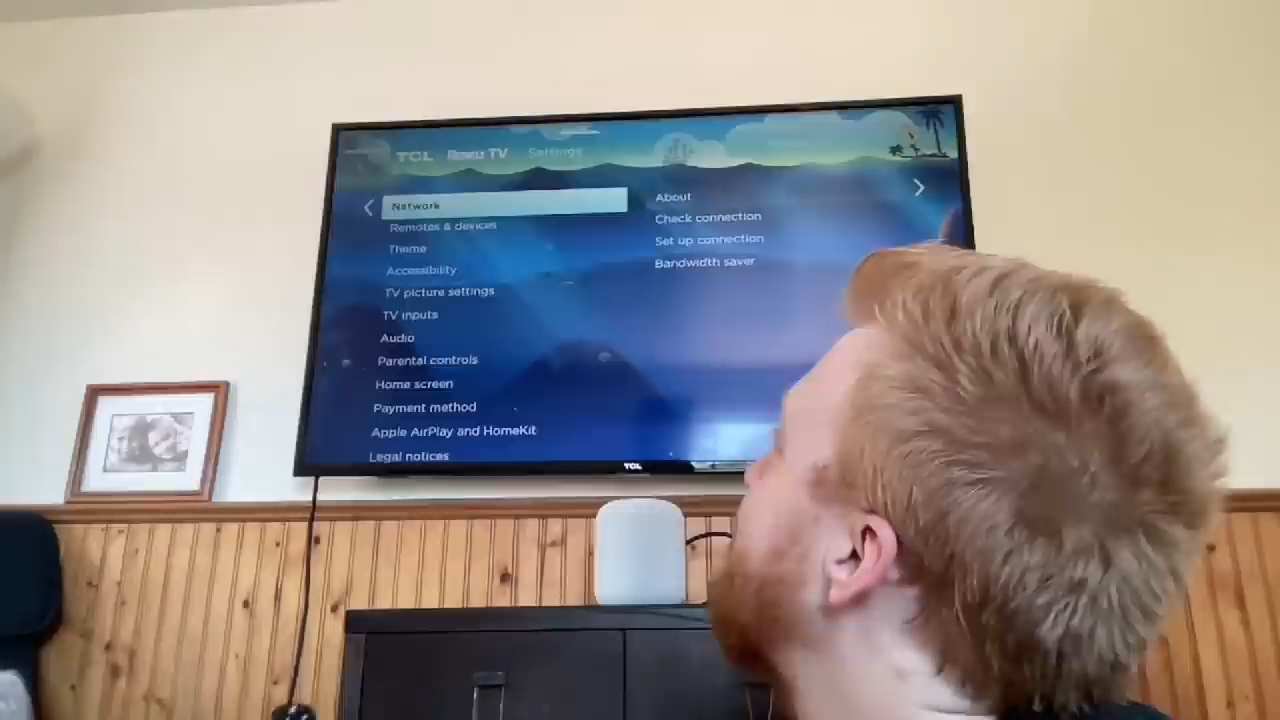 TCL Roku TV Settings
Network
Remotes & devices
Theme
Accessibility
TV picture settings
TV inputs
Audio
Parental controls
Home screen
Payment method
Apple AirPlay and HomeKit
Legal notices
About
Check connection
Set up connection
Bandwidth saver
TCL